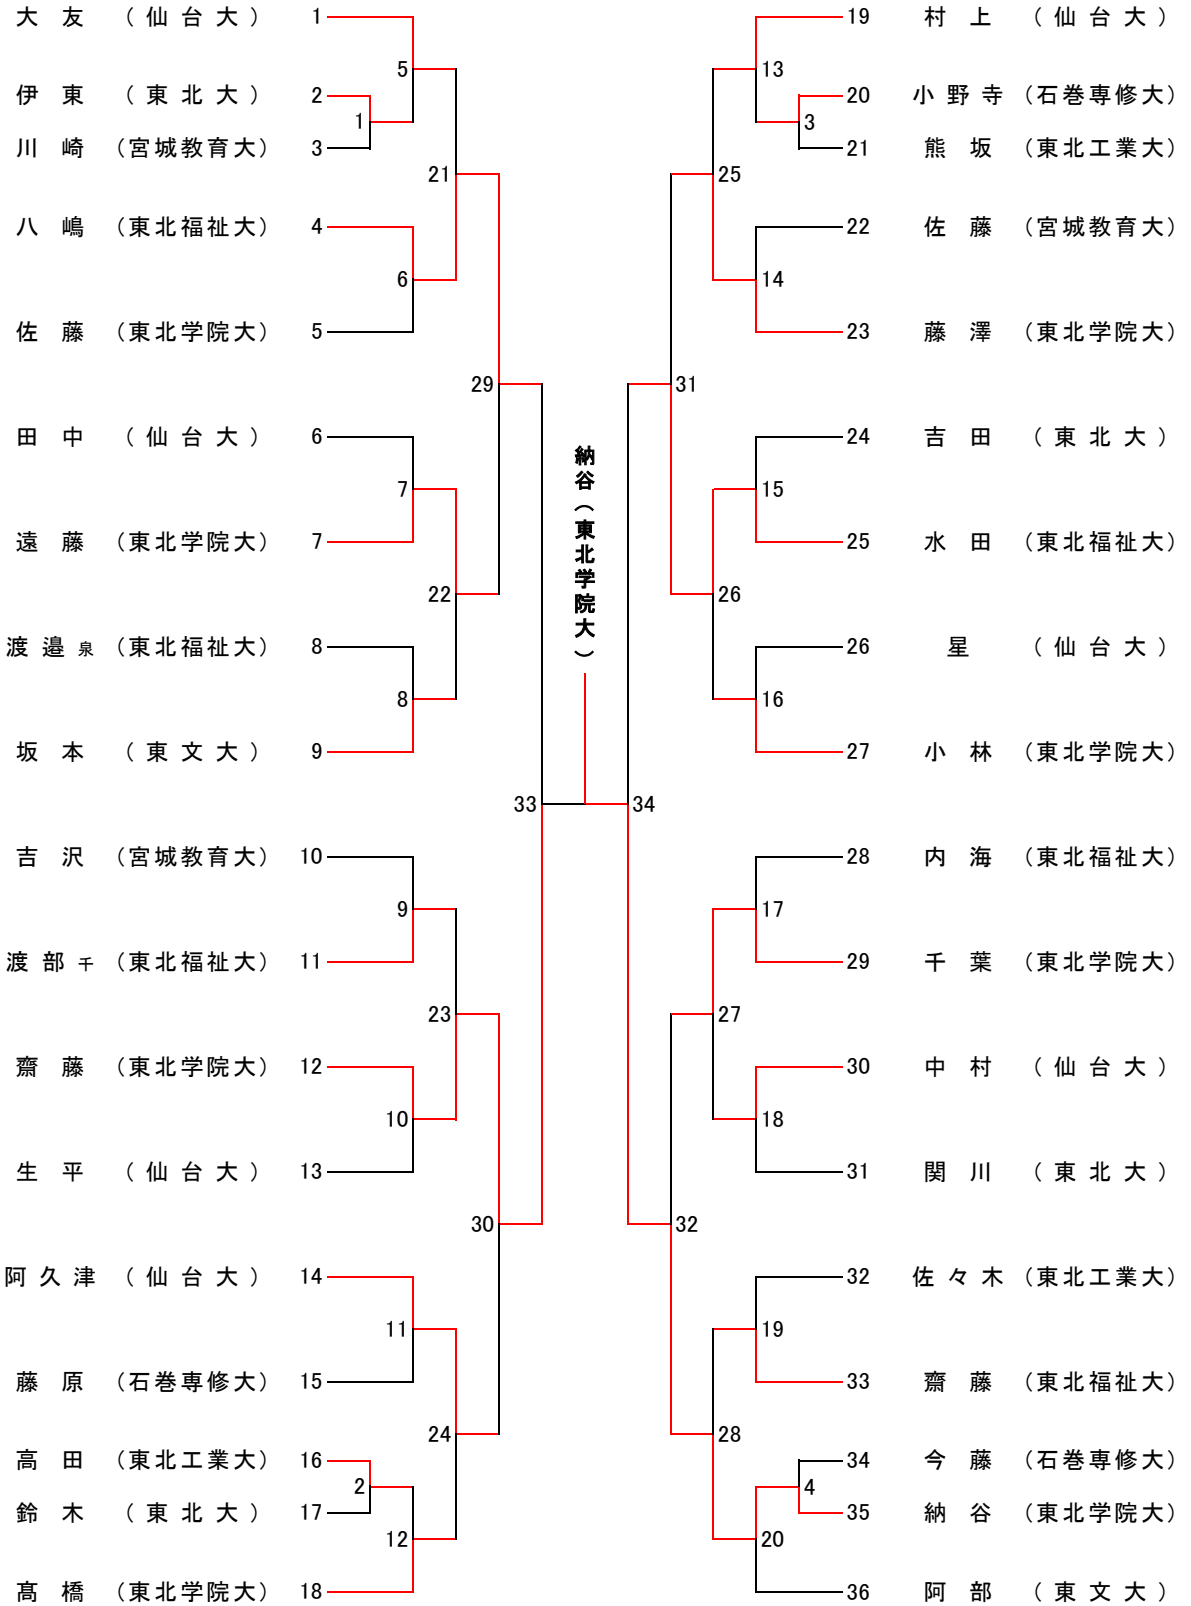 大友 （仙台大） 1
伊東 （東北大） 2
川崎 （宮城教育大） 3
八嶋 （東北福祉大） 4
佐藤 （東北学院大） 5
田中 （仙台大） 6
遠藤 （東北学院大） 7
渡邉泉 （東北福祉大） 8
坂本 （東文大） 9
吉沢 （宮城教育大） 10
渡部千 （東北福祉大） 11
齋藤 （東北学院大） 12
生平 （仙台大） 13
阿久津 （仙台大） 14
藤原 （石巻専修大） 15
高田 （東北工業大） 16
鈴木 （東北大） 17
髙橋 （東北学院大） 18
1
2
5
6
7
8
9
10
11
12
21
22
23
24
29
30
33
納谷（東北学院大）
34
31
32
25
26
27
28
13
14
15
16
17
18
19
20
3
4
19 村上 （仙台大）
20 小野寺 （石巻専修大）
21 熊坂 （東北工業大）
22 佐藤 （宮城教育大）
23 藤澤 （東北学院大）
24 吉田 （東北大）
25 水田 （東北福祉大）
26 星 （仙台大）
27 小林 （東北学院大）
28 内海 （東北福祉大）
29 千葉 （東北学院大）
30 中村 （仙台大）
31 関川 （東北大）
32 佐々木 （東北工業大）
33 齋藤 （東北福祉大）
34 今藤 （石巻専修大）
35 納谷 （東北学院大）
36 阿部 （東文大）